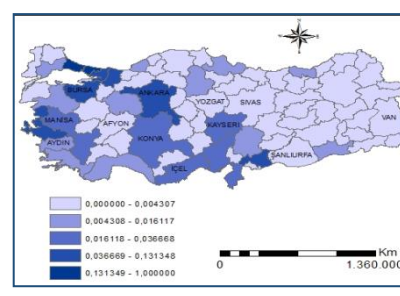 BURSA
ANKARA
YOZGAT
SIVAS
MANISA
AFYON
KAYSERI
VAN
AYDIN
KONYA
IÇEL
ŞANLIURFA
0,000000 - 0,004307
0,004308 - 0,016117
0,016118 - 0,036668
0,036669 - 0,131348
0,131349 - 1,000000
Km
0
1.360.000